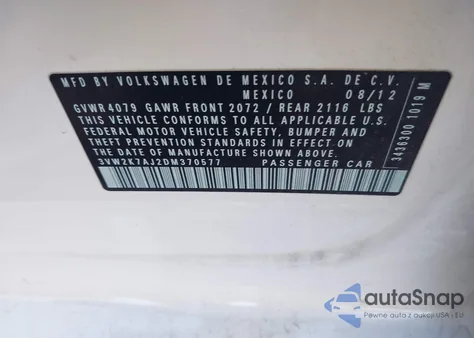 MFD BY VOLKSWAGEN DE MEXICO S.A. DE C.V.
MEXICO 08/12
GVWR 4079 GAWR FRONT 2072 / REAR 2116 LBS
THIS VEHICLE CONFORMS TO ALL APPLICABLE U.S.
FEDERAL MOTOR VEHICLE SAFETY, BUMPER AND
THEFT PREVENTION STANDARDS IN EFFECT ON THE
DATE OF MANUFACTURE SHOWN ABOVE.
3VW2K7AJ2DM370577 PASSENGER CAR
3436300 1019 M
autoSnap
Pewne auta z aukcji USA i EU